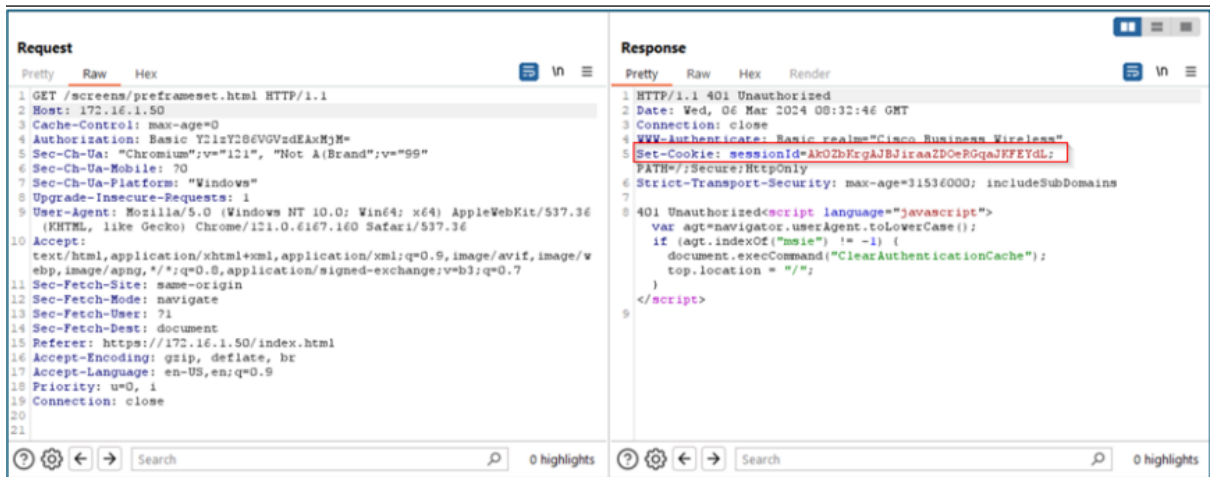 Request
Pretty Raw Hex
\n
1 GET /screens/preframeset.html HTTP/1.1
2 Host: 172.16.1.50
3 Cache-Control: max-age=0
4 Authorization: Basic Y2lzY286VGVzdEAxMjM=
5 Sec-Ch-Ua: "Chromium";v="121", "Not A(Brand";v="99"
6 Sec-Ch-Ua-Mobile: ?0
7 Sec-Ch-Ua-Platform: "Windows"
8 Upgrade-Insecure-Requests: 1
9 User-Agent: Mozilla/5.0 (Windows NT 10.0; Win64; x64) AppleWebKit/537.36
(KHTML, like Gecko) Chrome/121.0.6167.160 Safari/537.36
10 Accept:
text/html,application/xhtml+xml,application/xml;q=0.9,image/avif,image/w
ebp,image/apng,*/*;q=0.8,application/signed-exchange;v=b3;q=0.7
11 Sec-Fetch-Site: same-origin
12 Sec-Fetch-Mode: navigate
13 Sec-Fetch-User: ?1
14 Sec-Fetch-Dest: document
15 Referer: https://172.16.1.50/index.html
16 Accept-Encoding: gzip, deflate, br
17 Accept-Language: en-US,en;q=0.9
18 Priority: u=0, i
19 Connection: close
20
21
Search
0 highlights
Response
Pretty Raw Hex Render
\n
1 HTTP/1.1 401 Unauthorized
2 Date: Wed, 06 Mar 2024 08:32:46 GMT
3 Connection: close
4 WWW-Authenticate: Basic realm="Cisco Business Wireless"
5 Set-Cookie: sessionId=AkOZbKrgAJBJiraaZDOeRGqaJKFEYdL;
PATH=/;Secure;HttpOnly
6 Strict-Transport-Security: max-age=31536000; includeSubDomains
7
8 401 Unauthorized<script language="javascript">
var agt=navigator.userAgent.toLowerCase();
if (agt.indexOf("msie") != -1) {
document.execCommand("ClearAuthenticationCache");
top.location = "/";
}
</script>
9
Search
0 highlights